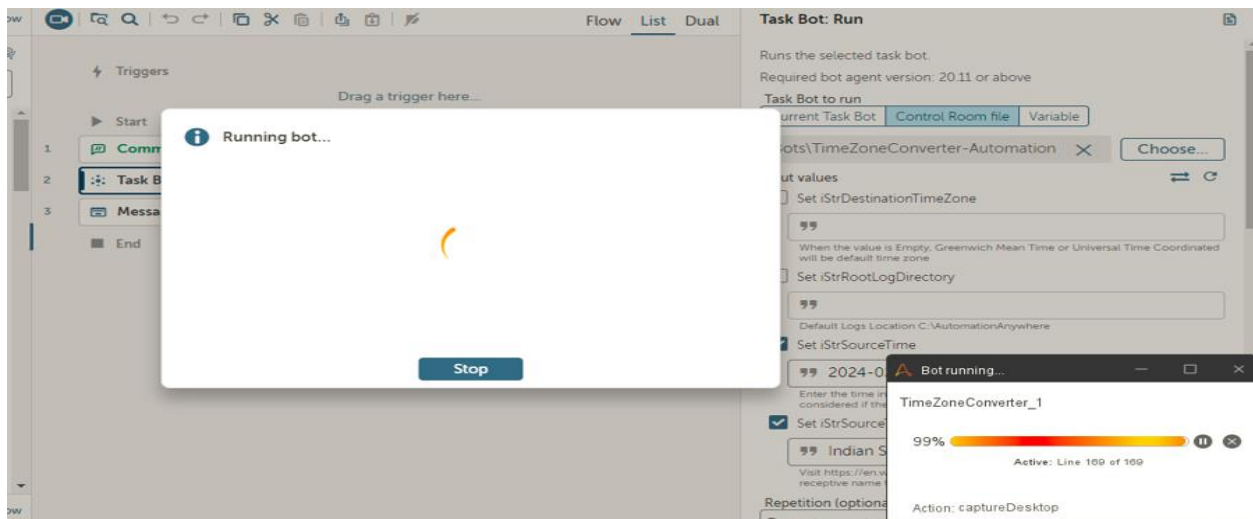 ow
Flow List Dual
Task Bot: Run
Runs the selected task bot.
Required bot agent version: 20.11 or above
Task Bot to run
urrent Task Bot Control Room file Variable
ots\TimeZoneConverter-Automation Choose...
ut values
Set iStrDestinationTimeZone
When the value is Empty, Greenwich Mean Time or Universal Time Coordinated
will be default time zone
Set iStrRootLogDirectory
Default Logs Location C:\AutomationAnywhere
Set iStrSourceTime
2024-0
Enter the time in
considered if the
Set iStrSource
Indian S
Visit https://en.w
receptive name
Repetition (optiona
Triggers
Drag a trigger here...
Start
1 Comm
2 Task B
3 Messa
End
ow
Running bot...
Stop
Bot running...
TimeZoneConverter_1
99%
Active: Line 169 of 169
Action: captureDesktop